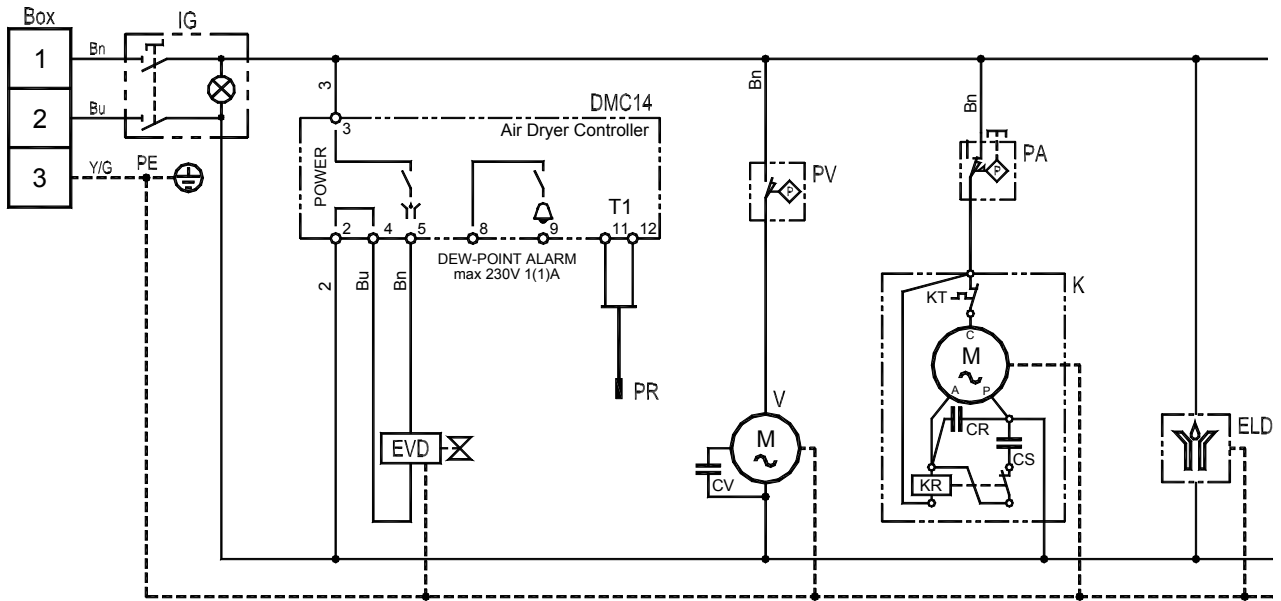 Box
IG
1
Bn
2
Bu
3
Y/G
PE
3
DMC14
3
Air Dryer Controller
POWER
T1
2
4
5
8
9
11
12
DEW-POINT ALARM
max 230V 1(1)A
2
Bu
Bn
PR
EVD
Bn
P
PV
V
M
CV
Bn
P
PA
K
KT
C
M
A
P
CR
CS
KR
ELD